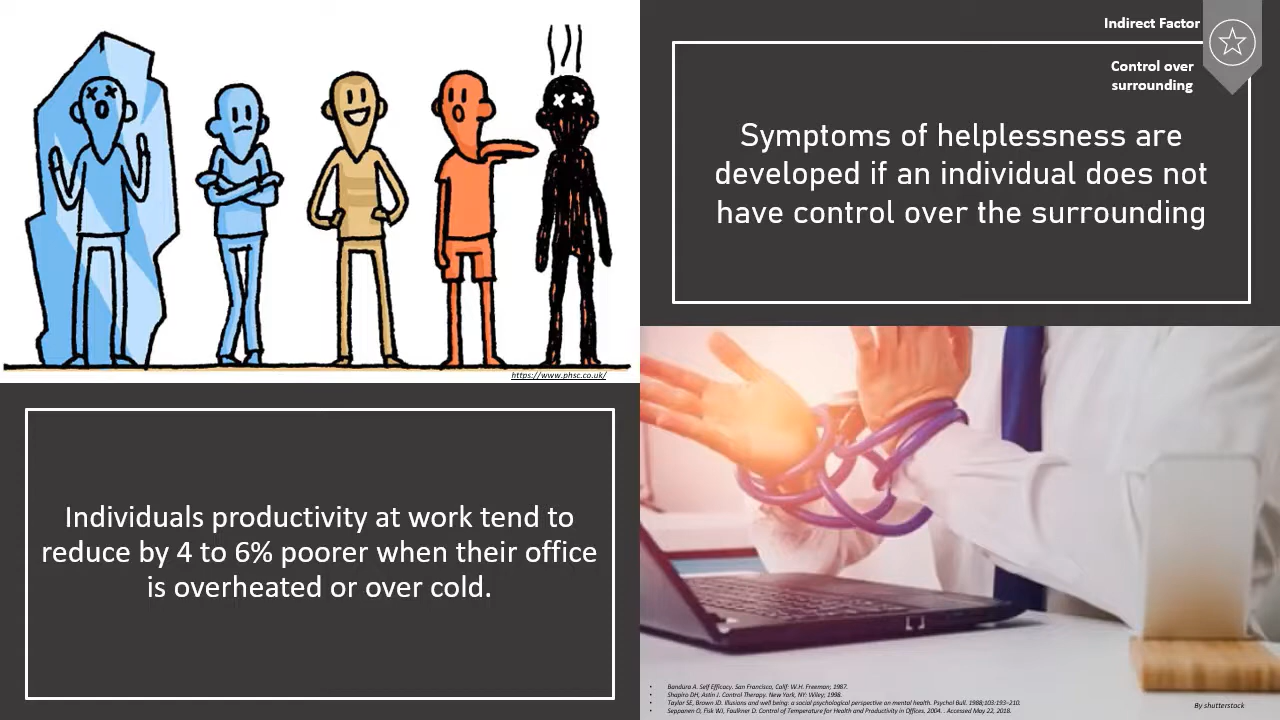 https://www.phsc.co.uk/
Individuals productivity at work tend to
reduce by 4 to 6% poorer when their office
is overheated or over cold.
Indirect Factor
Control over
surrounding
Symptoms of helplessness are
developed if an individual does not
have control over the surrounding
• Bandura A. Self Efficacy. San Francisco, Calif: W.H. Freeman; 1987.
• Shapiro DH, Astin J. Control Therapy. New York, NY: Wiley; 1998.
• Taylor SE, Brown JD. Illusions and well being: a social psychological perspective on mental health. Psychol Bull. 1988;103:193–210.
• Seppanen O, Fisk WJ, Faulkner D. Control of Temperature for Health and Productivity in Offices. 2004. . Accessed May 22, 2018.
By shutterstock